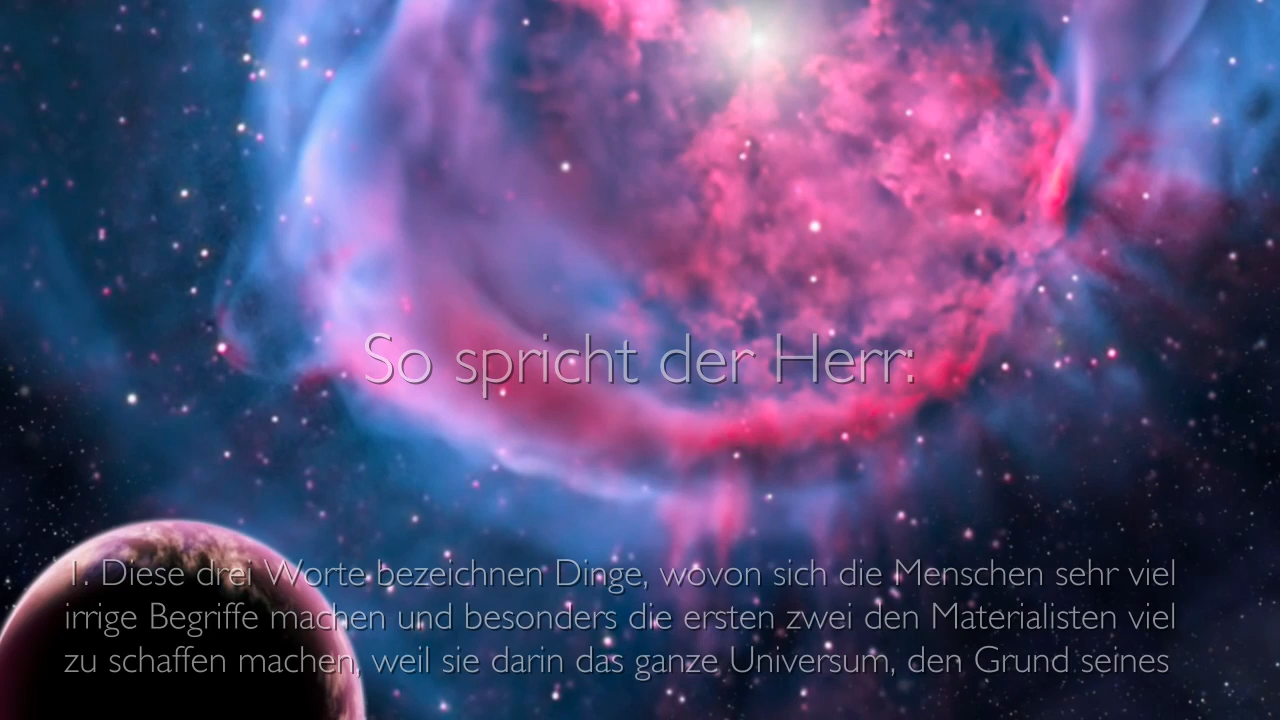 So spricht der Herr:
1. Diese drei Worte bezeichnen Dinge, wovon sich die Menschen sehr viel
irrige Begriffe machen und besonders die ersten zwei den Materialisten viel
zu schaffen machen, weil sie darin das ganze Universum, den Grund seines